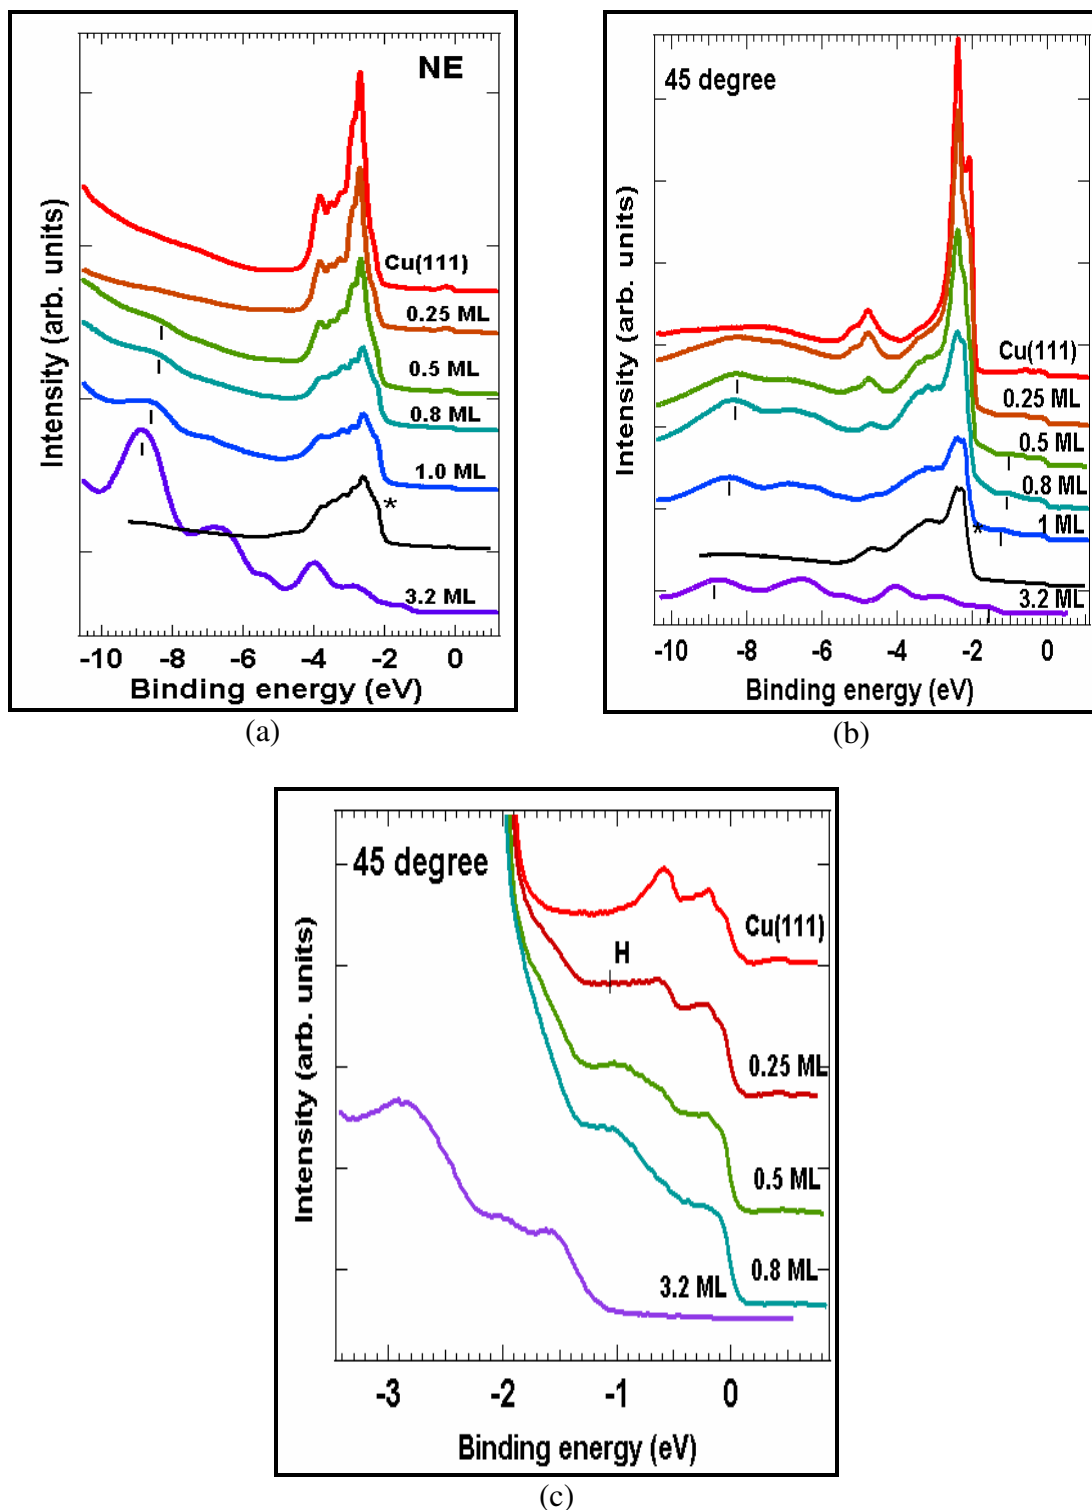 NE
Cu(111)
0.25 ML
0.5 ML
0.8 ML
1.0 ML
*
3.2 ML
Intensity (arb. units)
-10 -8 -6 -4 -2 0
Binding energy (eV)
(a)
45 degree
Cu(111)
0.25 ML
0.5 ML
0.8 ML
1 ML
*
3.2 ML
Intensity (arb. units)
-10 -8 -6 -4 -2 0
Binding energy (eV)
(b)
45 degree
Cu(111)
H
0.25 ML
0.5 ML
0.8 ML
3.2 ML
Intensity (arb. units)
-3 -2 -1 0
Binding energy (eV)
(c)